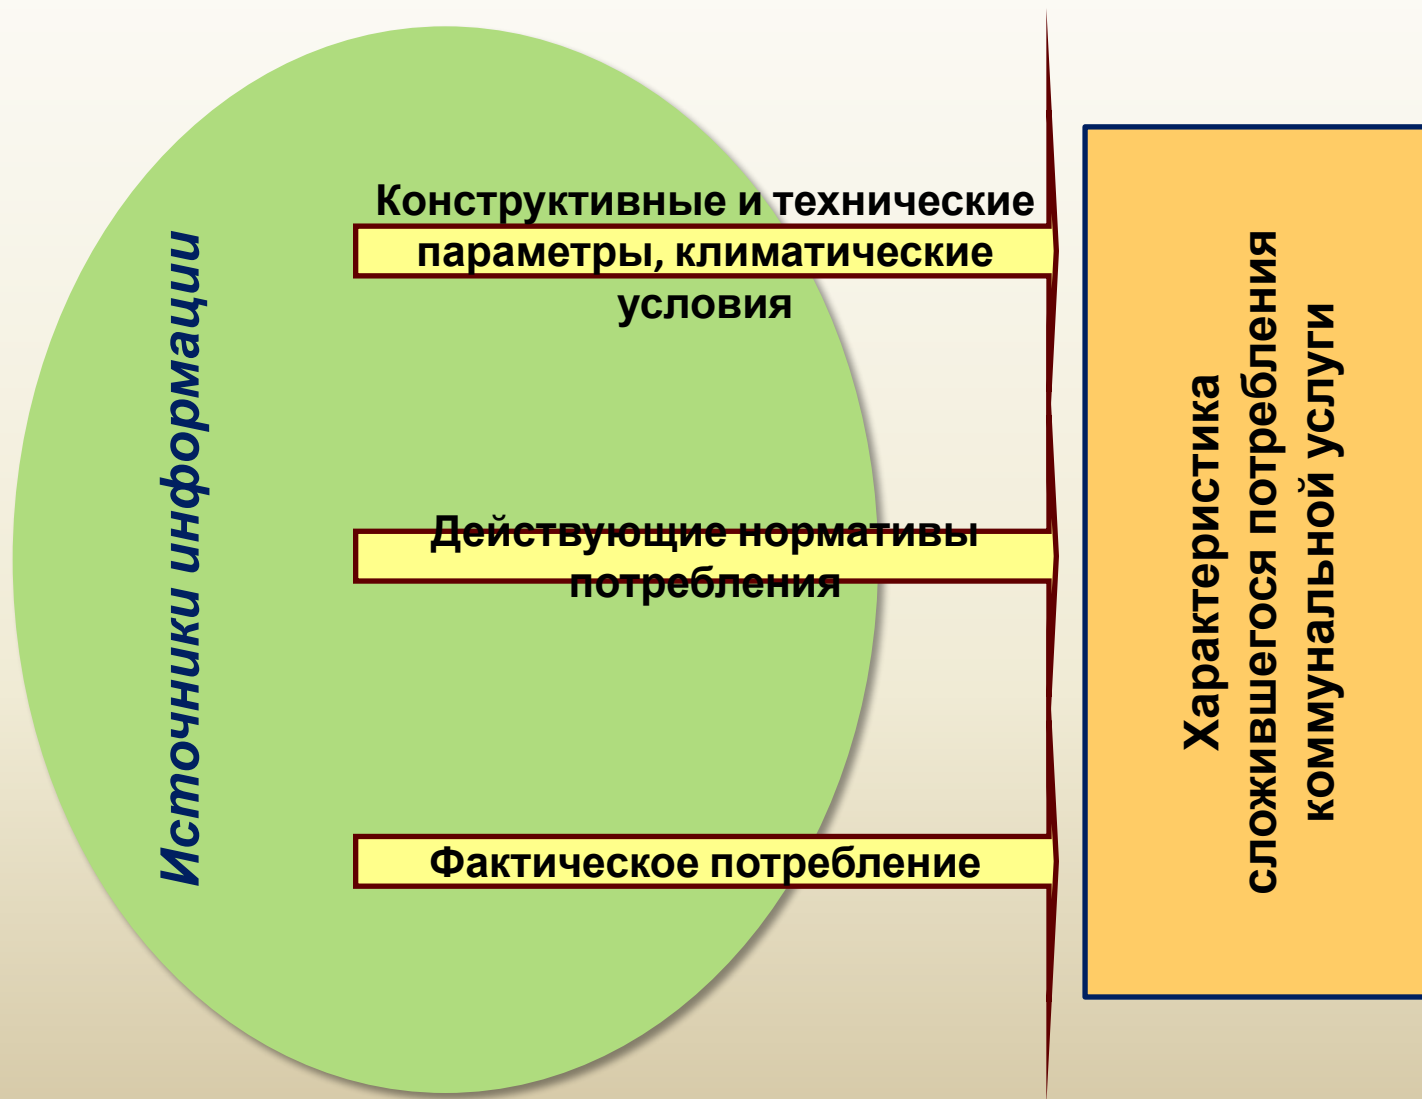 Источники информации
Конструктивные и технические
параметры, климатические
условия
Действующие нормативы
потребления
Фактическое потребление
Характеристика
сложившегося потребления
коммунальной услуги